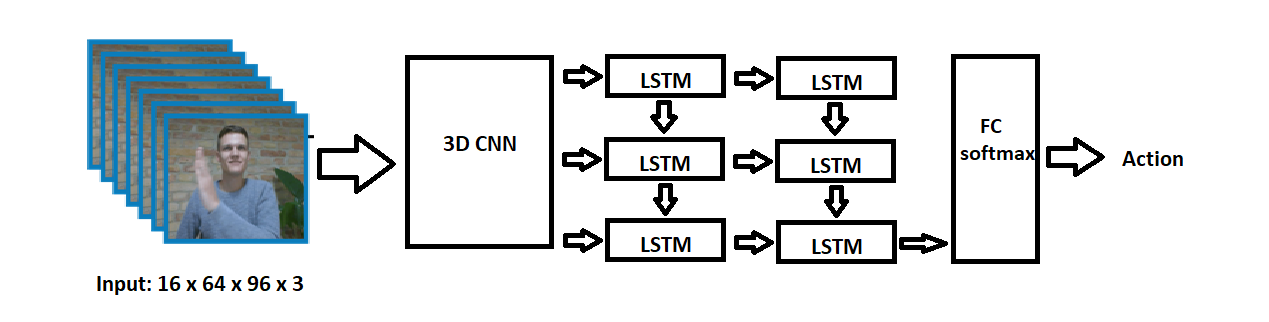 Input: 16 x 64 x 96 x 3
3D CNN
LSTM
LSTM
LSTM
LSTM
LSTM
LSTM
FC
softmax
Action